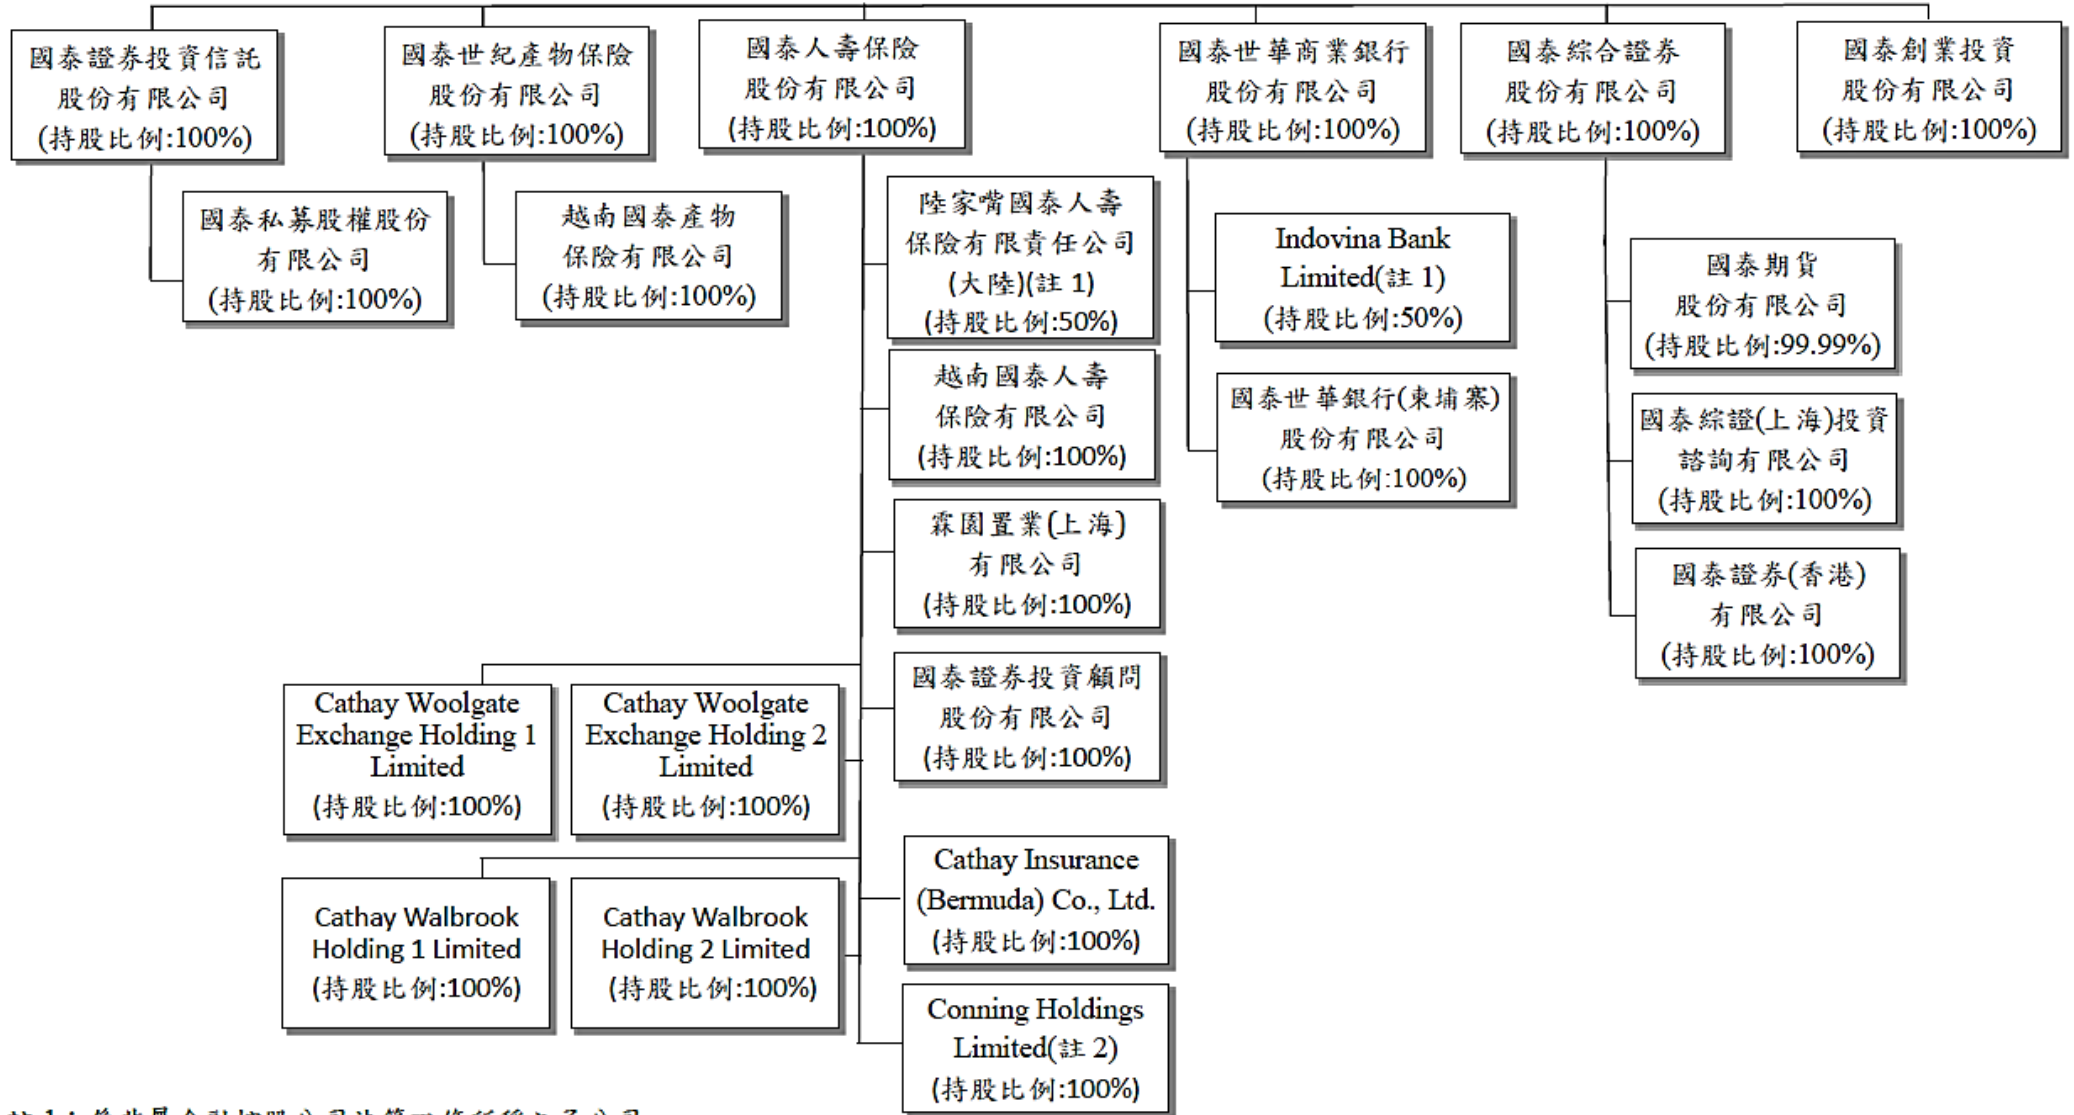 國泰證券投資信託
股份有限公司
(持股比例:100%)
國泰世紀產物保險
股份有限公司
(持股比例:100%)
國泰人壽保險
股份有限公司
(持股比例:100%)
國泰世華商業銀行
股份有限公司
(持股比例:100%)
國泰綜合證券
股份有限公司
(持股比例:100%)
國泰創業投資
股份有限公司
(持股比例:100%)
國泰私募股權股份
有限公司
(持股比例:100%)
越南國泰產物
保險有限公司
(持股比例:100%)
陸家嘴國泰人壽
保險有限責任公司
(大陸)(註 1)
(持股比例:50%)
越南國泰人壽
保險有限公司
(持股比例:100%)
霖園置業(上海)
有限公司
(持股比例:100%)
國泰證券投資顧問
股份有限公司
(持股比例:100%)
Cathay Woolgate
Exchange Holding 1
Limited
(持股比例:100%)
Cathay Woolgate
Exchange Holding 2
Limited
(持股比例:100%)
Cathay Walbrook
Holding 1 Limited
(持股比例:100%)
Cathay Walbrook
Holding 2 Limited
(持股比例:100%)
Cathay Insurance
(Bermuda) Co., Ltd.
(持股比例:100%)
Conning Holdings
Limited(註 2)
(持股比例:100%)
Indovina Bank
Limited(註 1)
(持股比例:50%)
國泰世華銀行(柬埔寨)
股份有限公司
(持股比例:100%)
國泰期貨
股份有限公司
(持股比例:99.99%)
國泰綜證(上海)投資
諮詢有限公司
(持股比例:100%)
國泰證券(香港)
有限公司
(持股比例:100%)